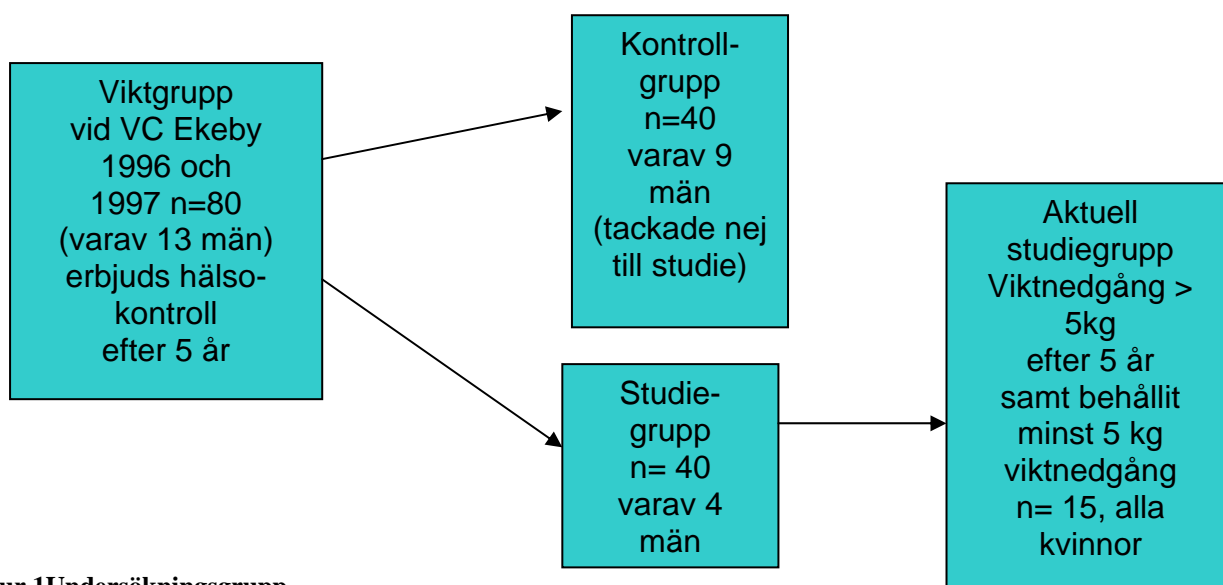 Viktgrupp
vid VC Ekeby
1996 och
1997 n=80
(varav 13 män)
erbjuds hälso-
kontroll
efter 5 år
Kontroll-
grupp
n=40
varav 9
män
(tackade nej
till studie)
Studie-
grupp
n= 40
varav 4
män
Aktuell
studiegrupp
Viktnedgång >
5kg
efter 5 år
samt behållit
minst 5 kg
viktnedgång
n= 15, alla
kvinnor
ur 1Undersökningsgrupp